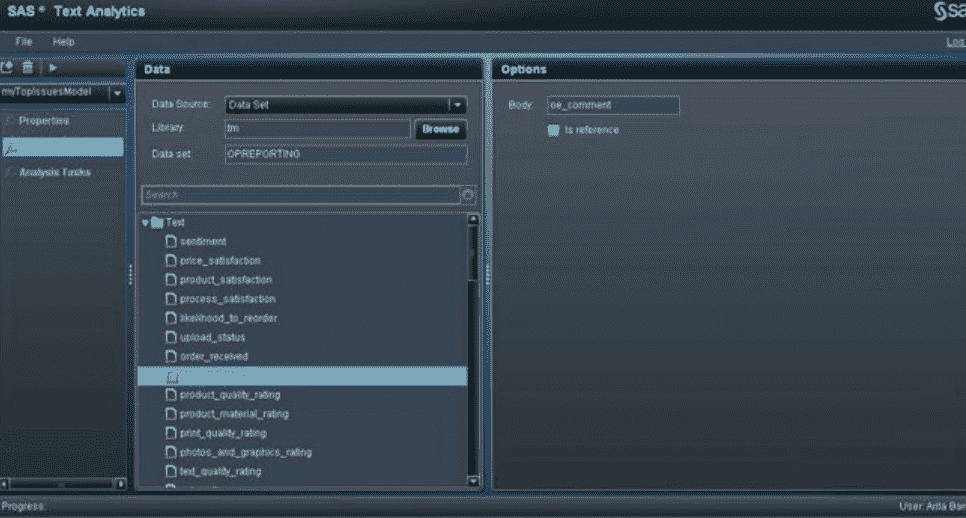 SAS® Text Analytics
File Help
Data
Options
myTopIssuesModel
Data Source: Data Set
Body: oe_comment
Properties
Library: tm Browse
Is reference
Data set: OPREPORTING
Analysis Tasks
Search
Text
sentiment
price_satisfaction
product_satisfaction
process_satisfaction
likelihood_to_reorder
upload_status
order_received
product_quality_rating
product_material_rating
print_quality_rating
photos_and_graphics_rating
text_quality_rating
Progress:
User: